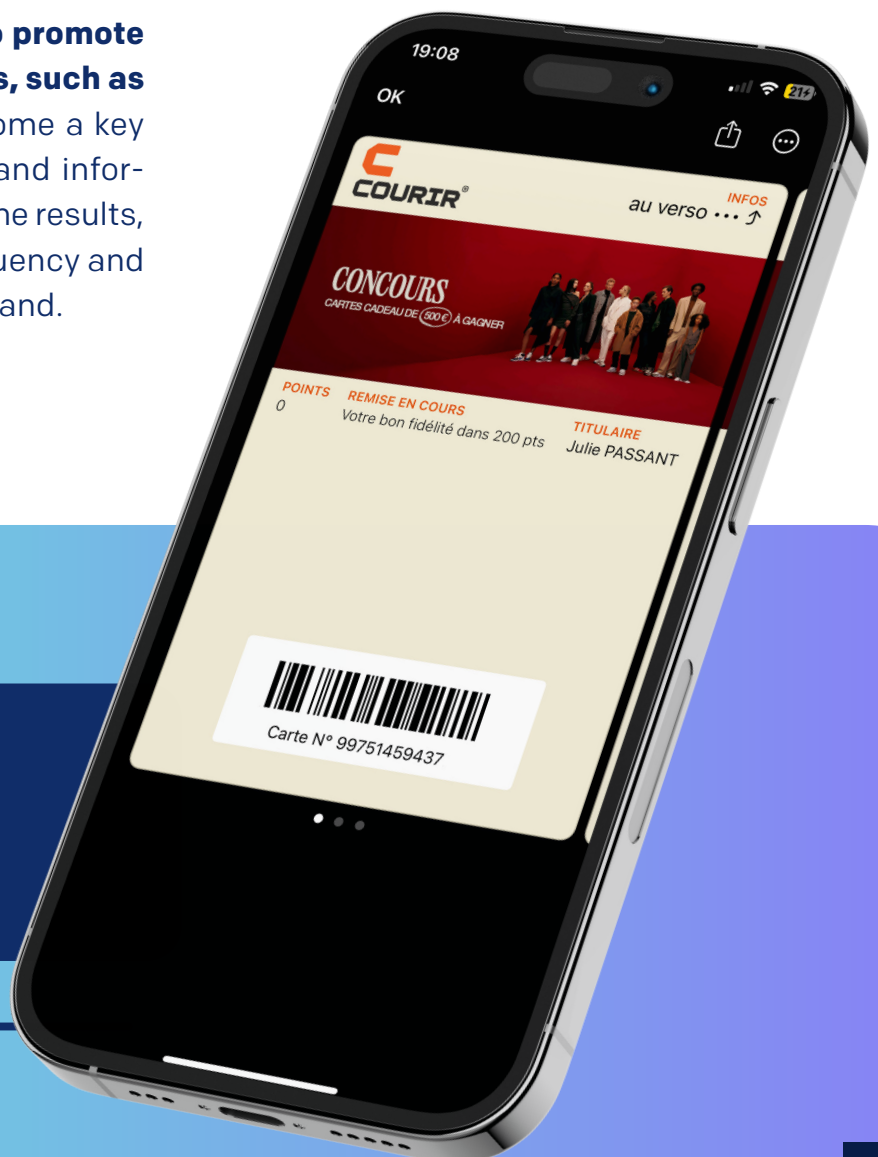 o promote
s, such as
ome a key
and infor-
he results,
uency and
and.
19:08
21
OK
COURIR®
INFOS
au verso •••
CONCOURS
CARTES CADEAU DE 500 € À GAGNER
POINTS
0
REMISE EN COURS
Votre bon fidélité dans 200 pts
TITULAIRE
Julie PASSANT
Carte N° 99751459437